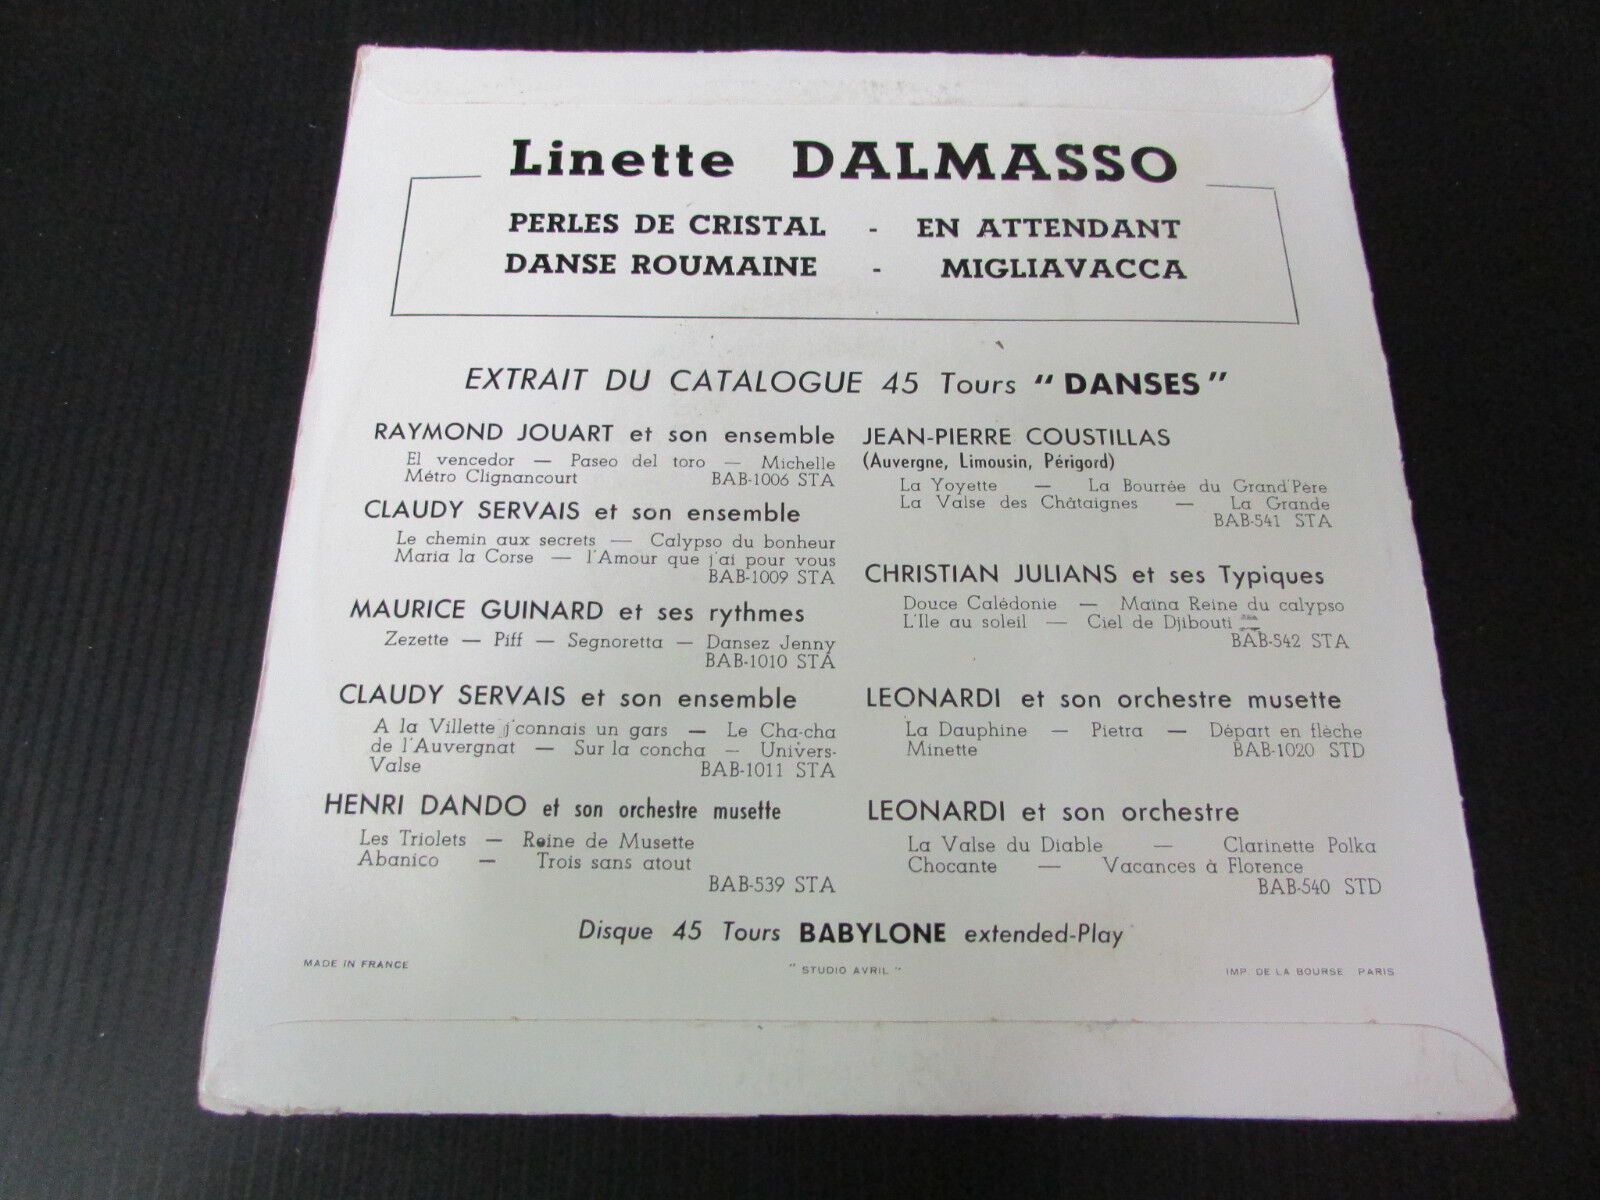 Linette DALMASSO
PERLES DE CRISTAL - EN ATTENDANT
DANSE ROUMAINE - MIGLIAVACCA
EXTRAIT DU CATALOGUE 45 Tours " DANSES "
RAYMOND JOUART et son ensemble
El vencedor — Paseo del toro — Michelle
Métro Clignancourt BAB-1006 STA
CLAUDY SERVAIS et son ensemble
Le chemin aux secrets — Calypso du bonheur
Maria la Corse — l'Amour que j'ai pour vous
BAB-1009 STA
MAURICE GUINARD et ses rythmes
Zezette — Piff — Segnoretta — Dansez Jenny
BAB-1010 STA
CLAUDY SERVAIS et son ensemble
A la Villette j'connais un gars — Le Cha-cha
de l'Auvergnat — Sur la concha — Univers-
Valse BAB-1011 STA
HENRI DANDO et son orchestre musette
Les Triolets — Reine de Musette
Abanico — Trois sans atout
BAB-539 STA
JEAN-PIERRE COUSTILLAS
(Auvergne, Limousin, Périgord)
La Yoyette — La Bourrée du Grand'Père
La Valse des Châtaignes — La Grande
BAB-541 STA
CHRISTIAN JULIANS et ses Typiques
Douce Calédonie — Maïna Reine du calypso
L'Ile au soleil — Ciel de Djibouti —
BAB-542 STA
LEONARDI et son orchestre musette
La Dauphine — Pietra — Départ en flèche
Minette BAB-1020 STD
LEONARDI et son orchestre
La Valse du Diable — Clarinette Polka
Chocante — Vacances à Florence
BAB-540 STD
Disque 45 Tours BABYLONE extended-Play
MADE IN FRANCE " STUDIO AVRIL " IMP. DE LA BOURSE PARIS